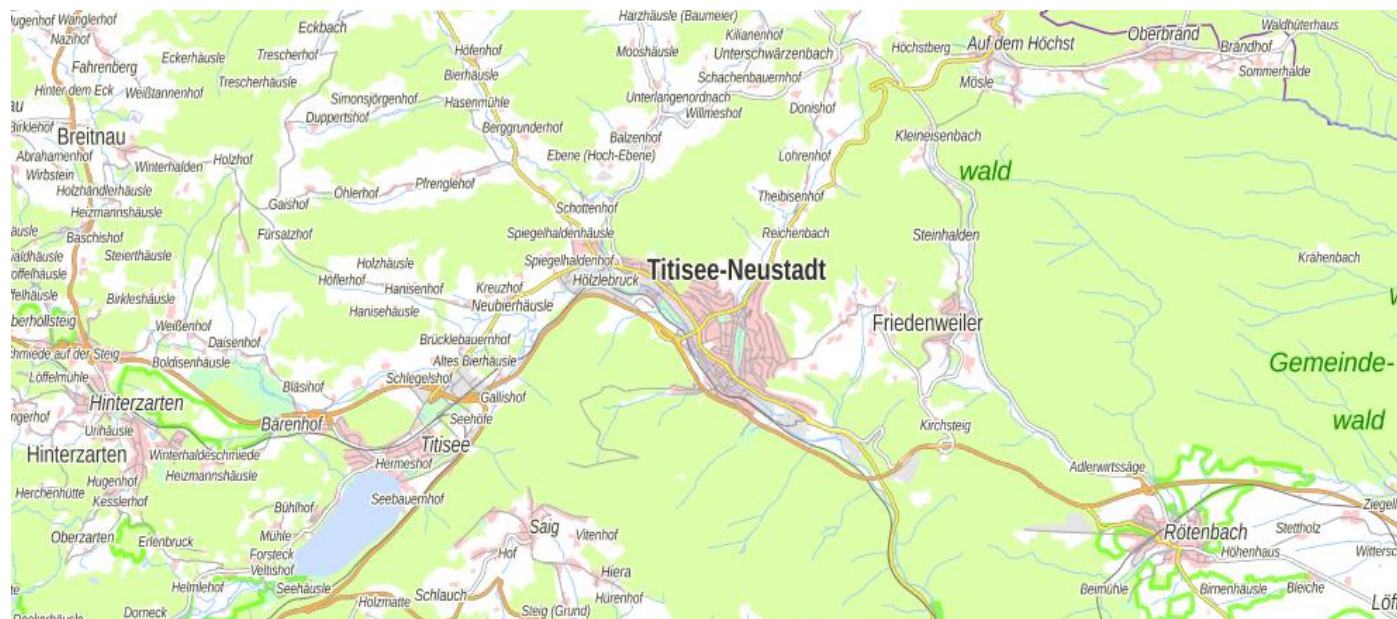 Wanglerhof
Nazihof
Fahrenberg
Hinter dem Eck
Weißtannenhof
Eckerhäusle
Eckbach
Trescherhof
Trescherhäusle
Simonsjörgenhof
Duppertshof
Höfenhof
Bierhäusle
Hasenmühle
Berggrunderhof
Harzhäusle (Baumeier)
Mooshäusle
Kilianenhof
Unterschwärzenbach
Schachenbauernhof
Unterlangenordnach
Willmeshof
Balzenhof
Ebene (Hoch-Ebene)
Donishof
Lohrenhof
Höchstberg
Auf dem Höchst
Mösle
Oberbränd
Brändhof
Waldhüterhaus
Sommerhalde
Kleineisenbach
wald
Breitnau
Abrahamenhof
Wirbstein
Winterhalden
Holzhof
Holzhändlerhäusle
Heizmannshäusle
Gaishof
Öhlerhof
Pfrenglehof
Schottenhof
Theibisenhof
Reichenbach
Steinhalden
Krähenbach
Baschishof
Steierthäusle
Fürsatzhof
Spiegelhaldenhäusle
Spiegelhaldenhof
Hölzlebruck
Titisee-Neustadt
Holzhäusle
Höflerhof
Hanisenhof
Hanisehäusle
Kreuzhof
Neubierhäusle
Birkleshäusle
Weißenhof
Daisenhof
Boldisenhäusle
Brücklebauernhof
Altes Bierhäusle
Schlegelshof
Gallishof
Seehöfe
Friedenweiler
Gemeinde-
wald
Löffelmühle
Hinterzarten
Bläsihof
Bärenhof
Titisee
Kirchsteig
Hinterzarten
Winterhaldeschmiede
Heizmannshäusle
Hugenhof
Kesslerhof
Herchenhütte
Hermeshof
Seebauernhof
Bühlhof
Adlerwirtssäge
Oberzarten
Erlenbruck
Mühle
Forsteck
Veltishof
Saig
Hof
Vitenhof
Rötenbach
Stettholz
Höhenhaus
Helmlehof
Seehäusle
Hiera
Hürenhof
Schlauch
Holzmatte
Steig (Grund)
Dorneck
Beimühle
Birnenhäusle
Bleiche